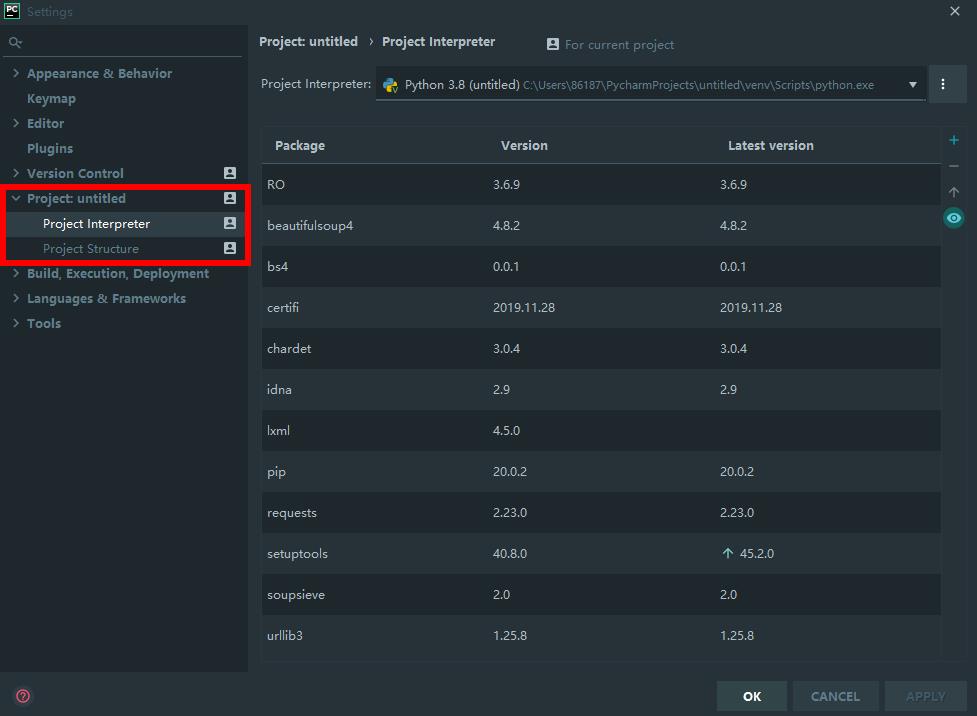 PC Settings
Project: untitled › Project Interpreter For current project
Appearance & Behavior
Keymap
Editor
Plugins
Version Control
Project: untitled
Project Interpreter
Project Structure
Build, Execution, Deployment
Languages & Frameworks
Tools
Project Interpreter: Python 3.8 (untitled) C:\Users\86187\PycharmProjects\untitled\venv\Scripts\python.exe
Package Version Latest version
RO 3.6.9 3.6.9
beautifulsoup4 4.8.2 4.8.2
bs4 0.0.1 0.0.1
certifi 2019.11.28 2019.11.28
chardet 3.0.4 3.0.4
idna 2.9 2.9
lxml 4.5.0
pip 20.0.2 20.0.2
requests 2.23.0 2.23.0
setuptools 40.8.0 45.2.0
soupsieve 2.0 2.0
urllib3 1.25.8 1.25.8
OK CANCEL APPLY